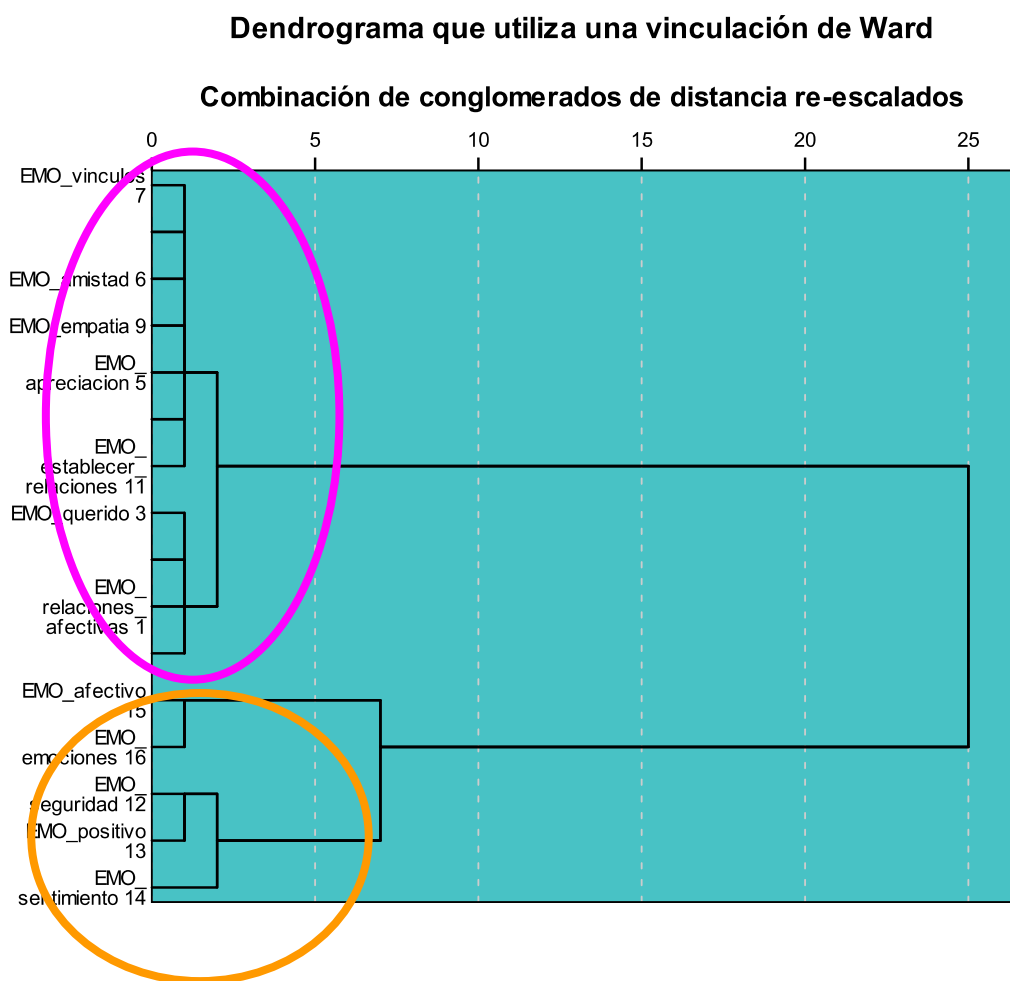 Dendrograma que utiliza una vinculación de Ward
Combinación de conglomerados de distancia re-escalados
0 5 10 15 20 25
EMO_vinculos
7
EMO_amistad 6
EMO_empatia 9
EMO_
apreciacion 5
EMO_
establecer_
relaciones 11
EMO_querido 3
EMO_
relaciones_
afectivas 1
EMO_afectivo
15
EMO_
emociones 16
EMO_
seguridad 12
EMO_positivo
13
EMO_
sentimiento 14